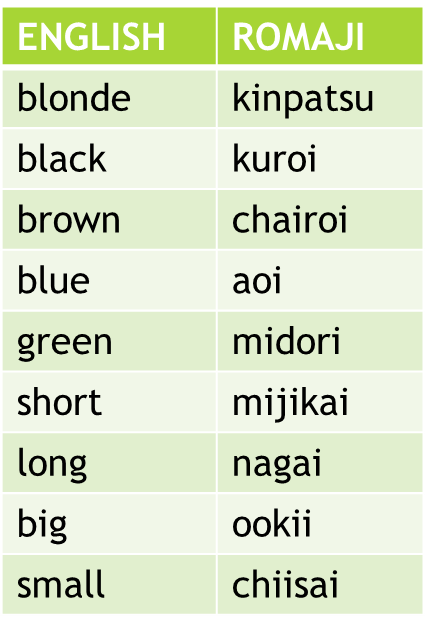 ENGLISH ROMAJI
blonde kinpatsu
black kuroi
brown chairoi
blue aoi
green midori
short mijikai
long nagai
big ookii
small chiisai